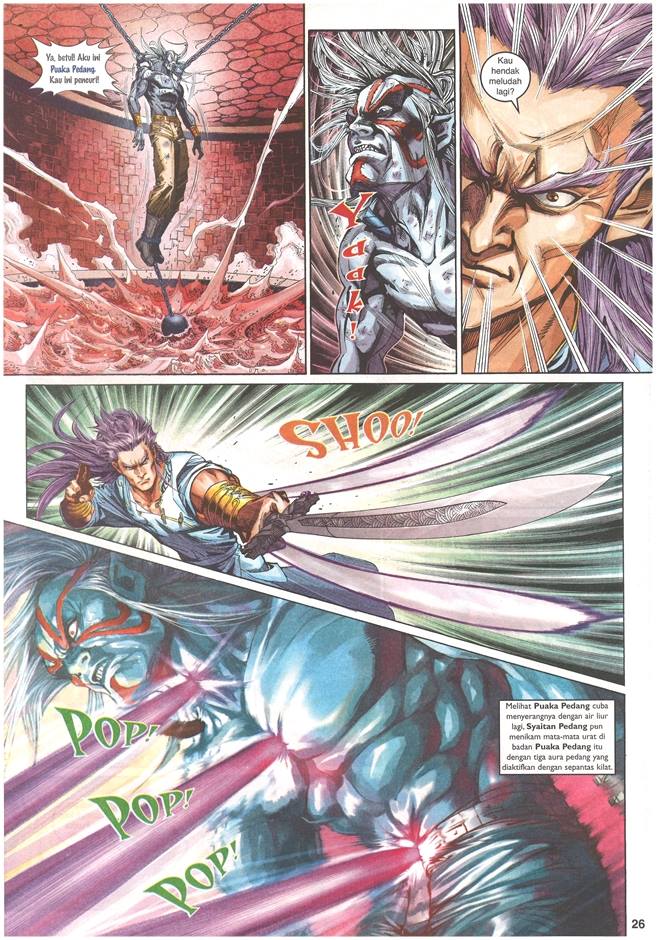 Ya, betul! Aku ini
Puaka Pedang.
Kau ini pencuri!
Kau
hendak
meludah
lagi?
Yaak!
SHOO!
POP!
POP!
POP!
Melihat Puaka Pedang cuba
menyerangnya dengan air liur
lagi, Syaitan Pedang pun
menikam mata-mata urat di
badan Puaka Pedang itu
dengan tiga aura pedang yang
diaktifkan dengan sepantas kilat.
26